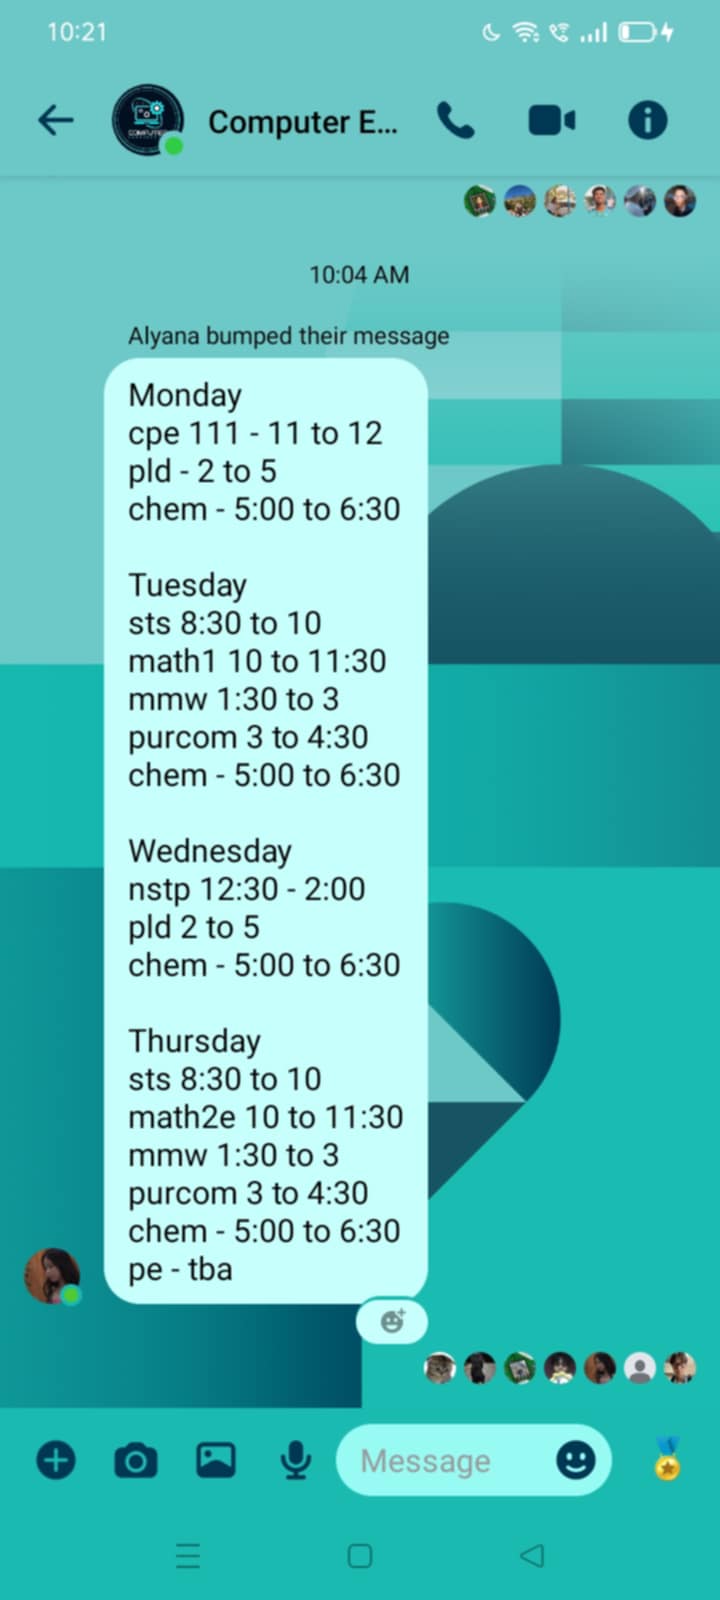 10:21
Computer E...
10:04 AM
Alyana bumped their message
Monday
cpe 111 - 11 to 12
pld - 2 to 5
chem - 5:00 to 6:30
Tuesday
sts 8:30 to 10
math1 10 to 11:30
mmw 1:30 to 3
purcom 3 to 4:30
chem - 5:00 to 6:30
Wednesday
nstp 12:30 - 2:00
pld 2 to 5
chem - 5:00 to 6:30
Thursday
sts 8:30 to 10
math2e 10 to 11:30
mmw 1:30 to 3
purcom 3 to 4:30
chem - 5:00 to 6:30
pe - tba
Message